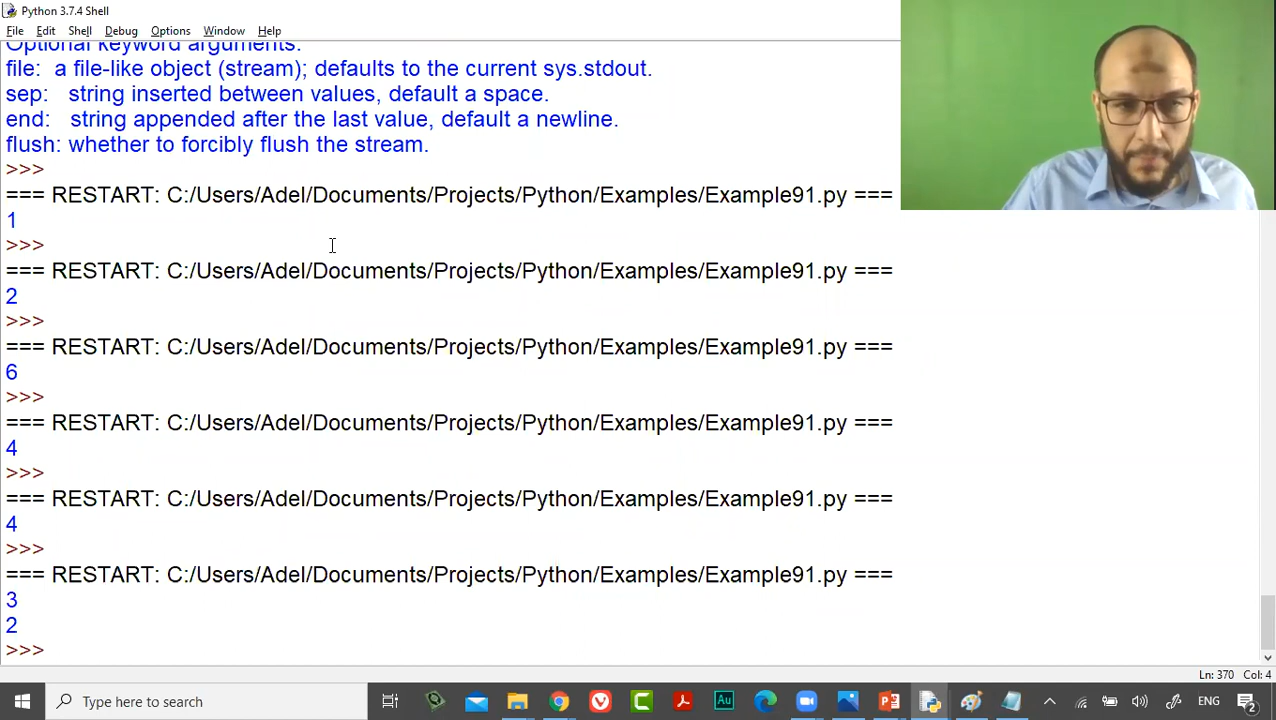 Python 3.7.4 Shell
File Edit Shell Debug Options Window Help
Optional keyword arguments:
file: a file-like object (stream); defaults to the current sys.stdout.
sep: string inserted between values, default a space.
end: string appended after the last value, default a newline.
flush: whether to forcibly flush the stream.
>>>
=== RESTART: C:/Users/Adel/Documents/Projects/Python/Examples/Example91.py ===
1
>>>
=== RESTART: C:/Users/Adel/Documents/Projects/Python/Examples/Example91.py ===
2
>>>
=== RESTART: C:/Users/Adel/Documents/Projects/Python/Examples/Example91.py ===
6
>>>
=== RESTART: C:/Users/Adel/Documents/Projects/Python/Examples/Example91.py ===
4
>>>
=== RESTART: C:/Users/Adel/Documents/Projects/Python/Examples/Example91.py ===
4
>>>
=== RESTART: C:/Users/Adel/Documents/Projects/Python/Examples/Example91.py ===
3
2
>>>
Ln: 370 Col: 4
Type here to search
Au
ENG
2